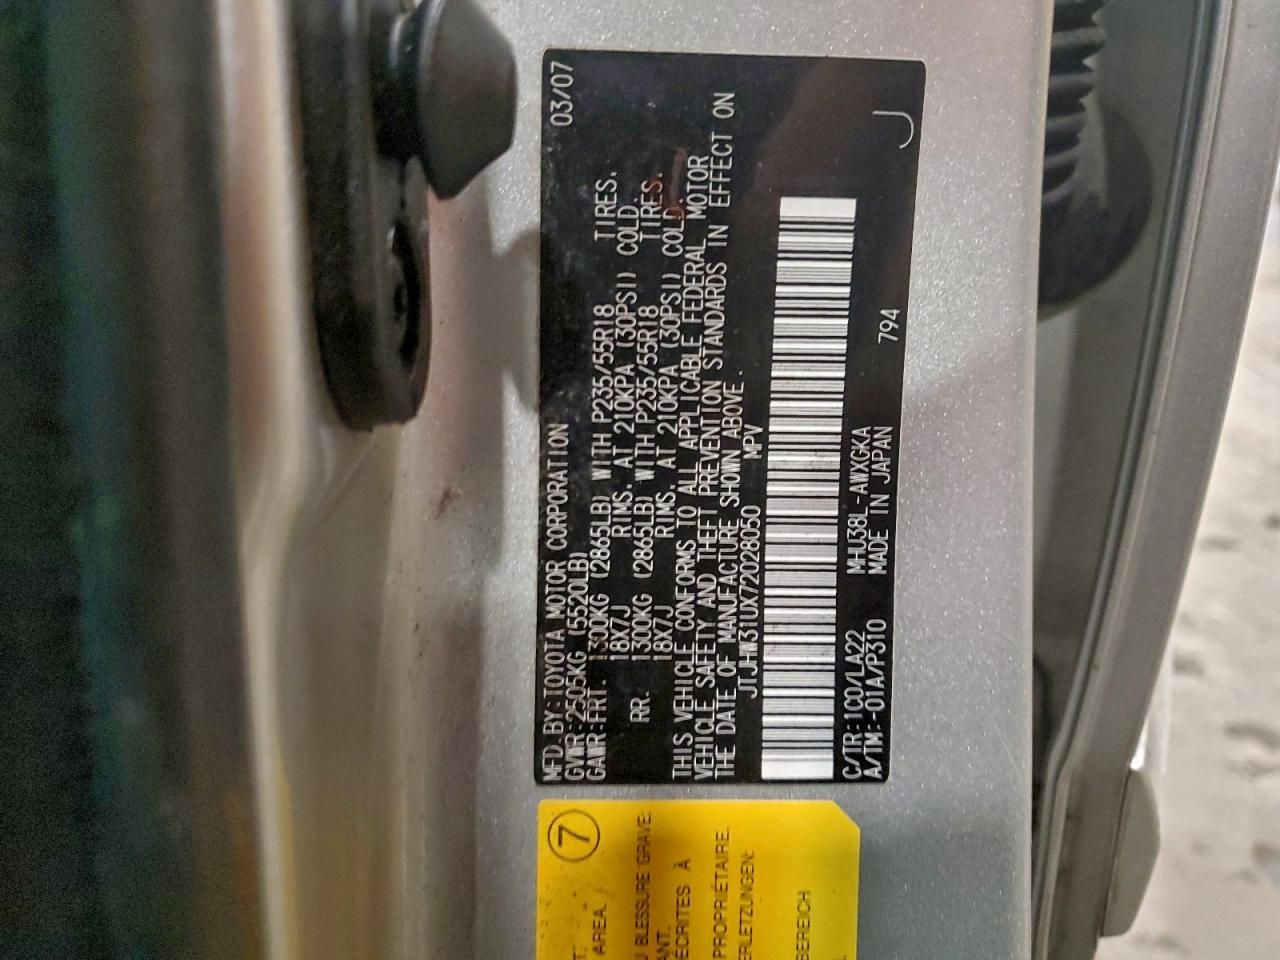 MFD. BY: TOYOTA MOTOR CORPORATION 03/07
GVWR: 2505KG (5520LB)
GAWR: FRT. 1300KG (2865LB) WITH P235/55R18 TIRES.
18X7J RIMS. AT 210KPA (30PSI) COLD.
RR. 1300KG (2865LB) WITH P235/55R18 TIRES.
18X7J RIMS. AT 210KPA (30PSI) COLD.
THIS VEHICLE CONFORMS TO ALL APPLICABLE FEDERAL MOTOR
VEHICLE SAFETY AND THEFT PREVENTION STANDARDS IN EFFECT ON
THE DATE OF MANUFACTURE SHOWN ABOVE.
JTJHW31UX72028050 MPV
C/TR: 1C0/LA22 MHU38L-AWXGKA
A/TM: -01A/P310 MADE IN JAPAN 794 J
7
AREA.
BLESSURE GRAVE.
ÉCRITES À
PROPRIÉTAIRE.